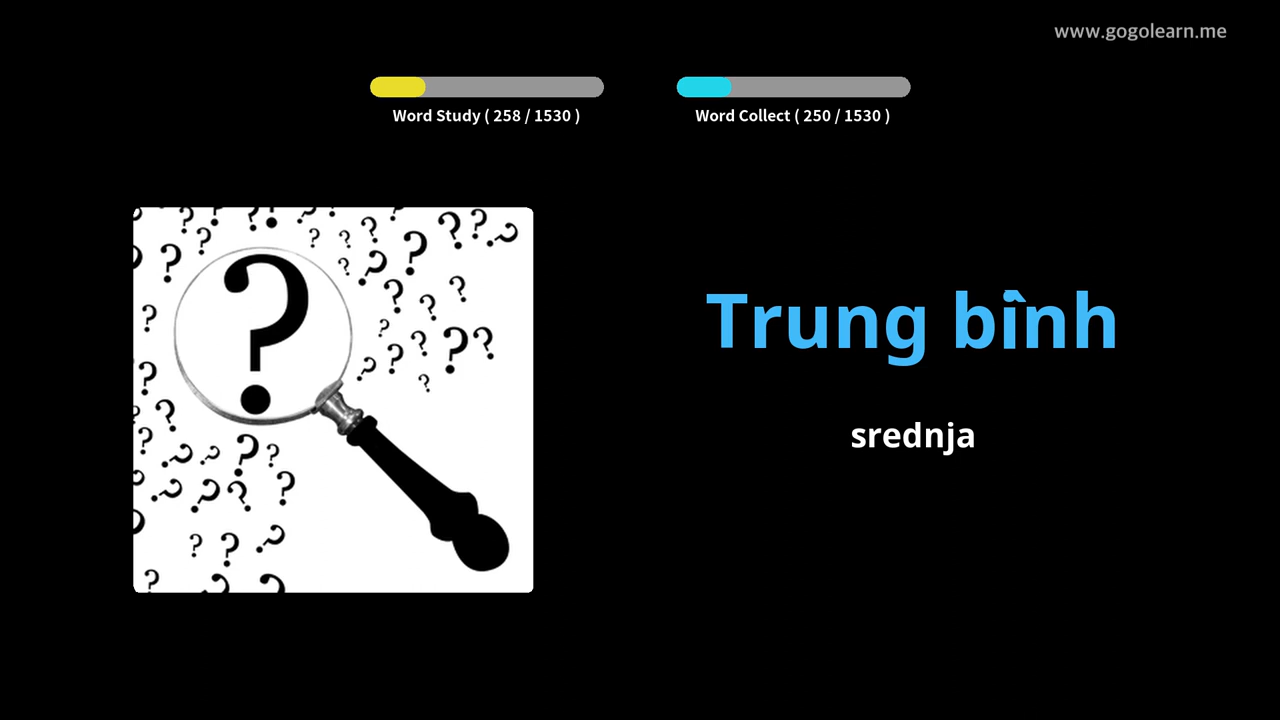 www.gogolearn.me
Word Study ( 258 / 1530 )
Word Collect ( 250 / 1530 )
Trung bình
srednja